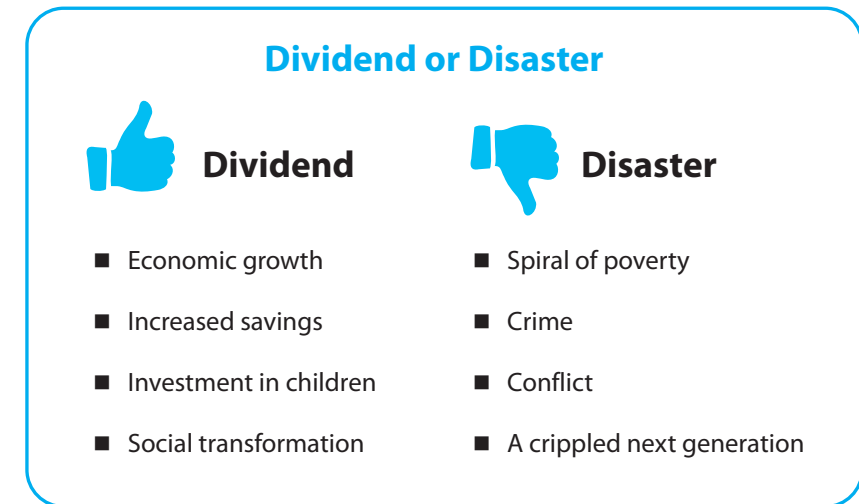 Dividend or Disaster
Dividend
■ Economic growth
■ Increased savings
■ Investment in children
■ Social transformation
Disaster
■ Spiral of poverty
■ Crime
■ Conflict
■ A crippled next generation